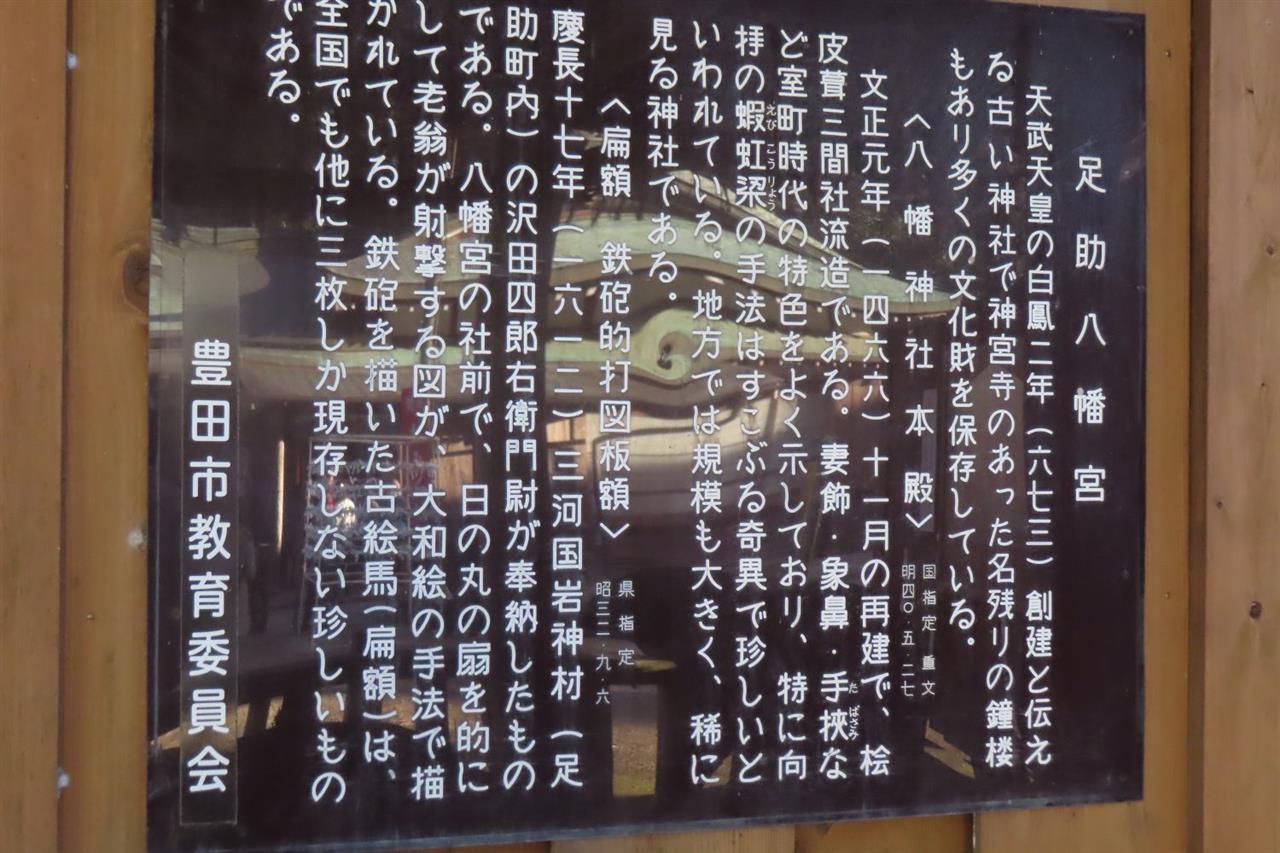 足助八幡宮
天武天皇の白鳳二年（六七三）創建と伝え
る古い神社で神宮寺のあった名残りの鐘楼
もあり多くの文化財を保存している。
〈八幡神社本殿〉 国指定 重文
明四〇・五・二七
文正元年（一四六六）十一月の再建で、桧
皮葺三間社流造である。妻飾・象鼻・手挾な
たばさみ
ど室町時代の特色をよく示しており、特に向
拝の蝦虹梁の手法はすこぶる奇異で珍しいと
えびこうりょう
いわれている。地方では規模も大きく、稀に
見る神社である。
〈扁額 鉄砲的打図板額〉 県指定
昭三二・九・六
慶長十七年（一六一二）三河国岩神村（足
助町内）の沢田四郎右衛門尉が奉納したもの
である。八幡宮の社前で、日の丸の扇を的に
して老翁が射撃する図が、大和絵の手法で描
かれている。鉄砲を描いた古絵馬（扁額）は、
全国でも他に三枚しか現存しない珍しいもの
である。
豊田市教育委員会